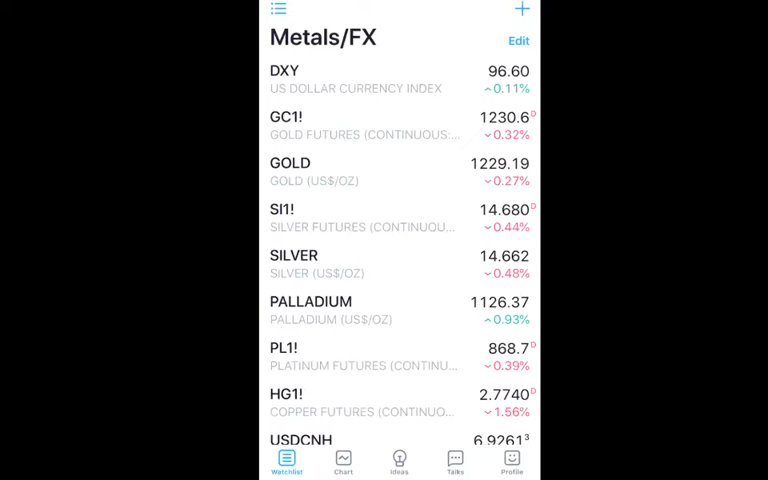 Metals/FX
Edit
DXY 96.60
US DOLLAR CURRENCY INDEX 0.11%
GC1! 1230.6 D
GOLD FUTURES (CONTINUOUS:... 0.32%
GOLD 1229.19
GOLD (US$/OZ) 0.27%
SI1! 14.680 D
SILVER FUTURES (CONTINUOU... 0.44%
SILVER 14.662
SILVER (US$/OZ) 0.48%
PALLADIUM 1126.37
PALLADIUM (US$/OZ) 0.93%
PL1! 868.7 D
PLATINUM FUTURES (CONTINU... 0.39%
HG1! 2.7740 D
COPPER FUTURES (CONTINUO... 1.56%
USDCNH 6.9261³
Watchlist Chart Ideas Talks Profile